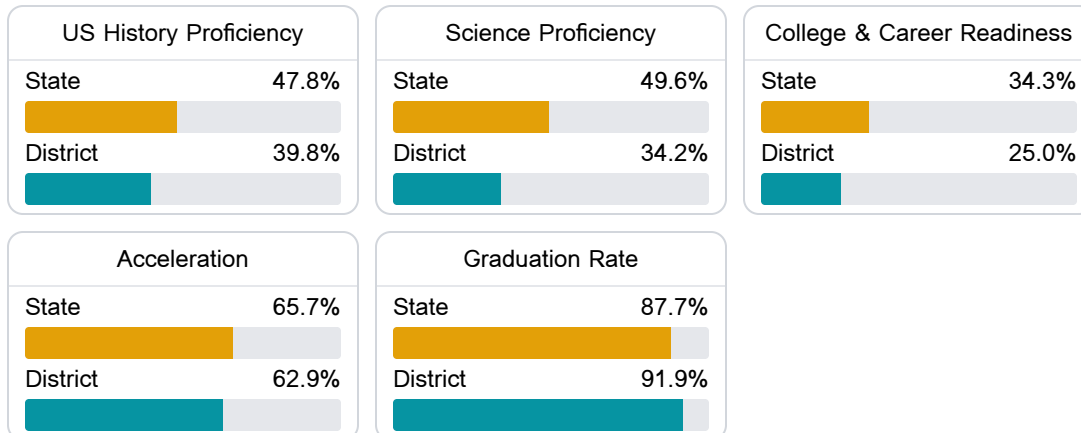 US History Proficiency
State 47.8%
District 39.8%
Science Proficiency
State 49.6%
District 34.2%
College & Career Readiness
State 34.3%
District 25.0%
Acceleration
State 65.7%
District 62.9%
Graduation Rate
State 87.7%
District 91.9%